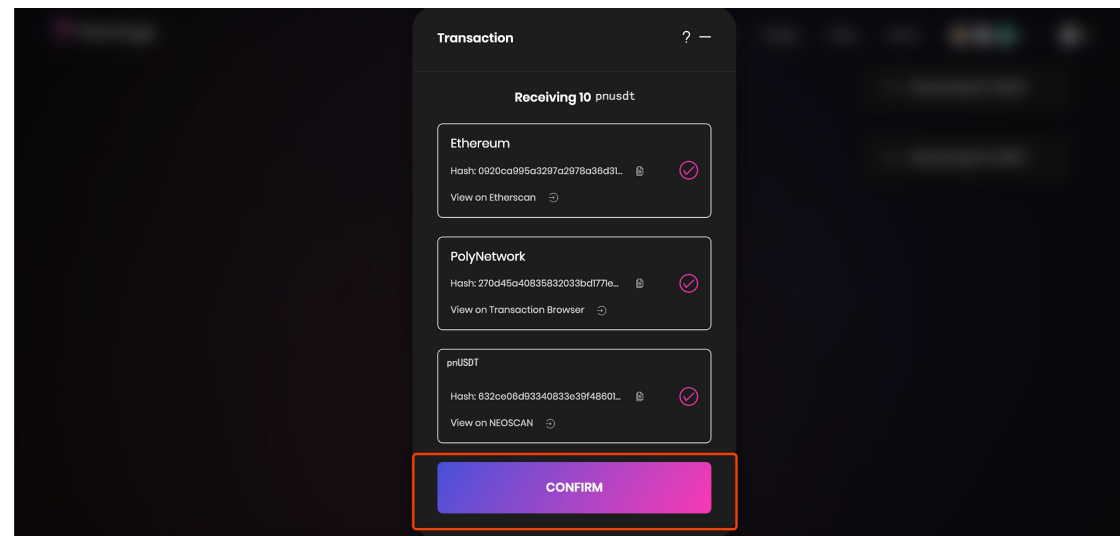 Transaction ? –
Receiving 10 pnusdt
Ethereum
Hash: 0920ca995a3297a2978a36d31...
View on Etherscan
PolyNetwork
Hash: 270d45a40835832033bd1771e...
View on Transaction Browser
pnUSDT
Hash: 632ce06d93340833e39f48601...
View on NEOSCAN
CONFIRM